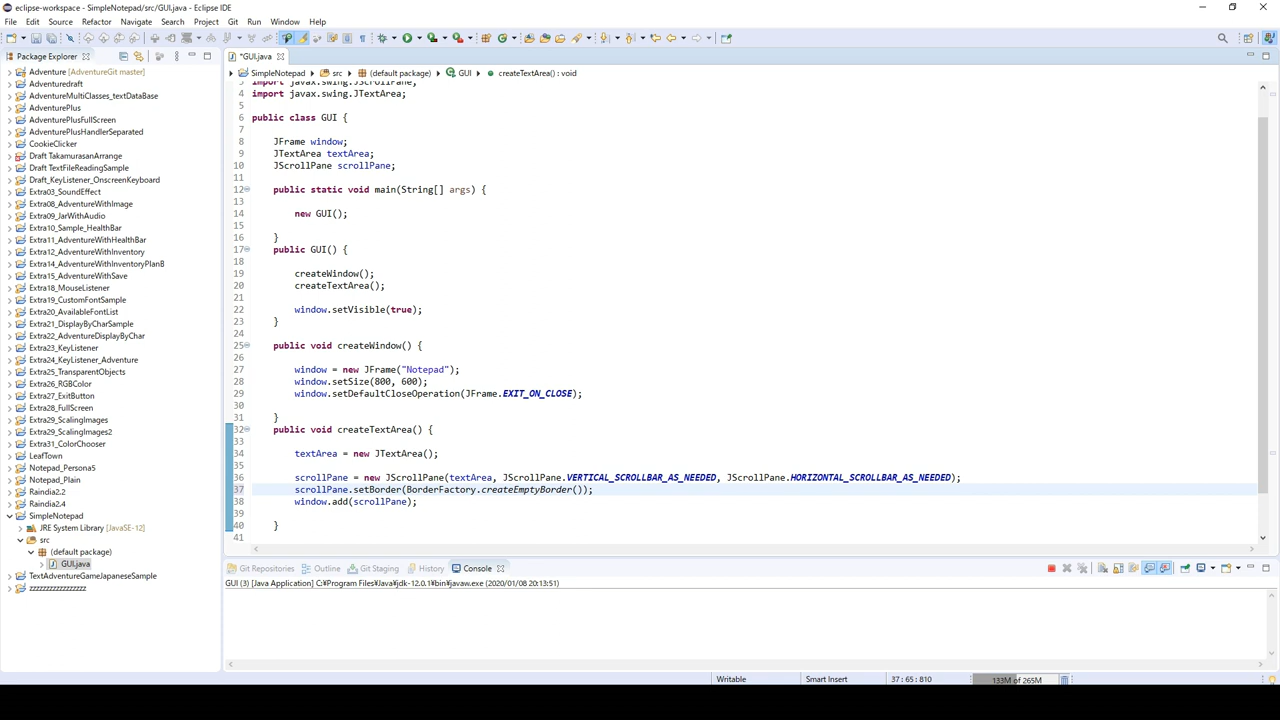 eclipse-workspace - SimpleNotepad/src/GUI.java - Eclipse IDE
File Edit Source Refactor Navigate Search Project Git Run Window Help
Package Explorer
*GUI.java
SimpleNotepad src (default package) GUI createTextArea() : void
Adventure [AdventureGit master]
Adventuredraft
AdventureMultiClasses_textDataBase
AdventurePlus
AdventurePlusFullScreen
AdventurePlusHandlerSeparated
CookieClicker
Draft TakamurasanArrange
Draft TextFileReadingSample
Draft_KeyListener_OnscreenKeyboard
Extra03_SoundEffect
Extra08_AdventureWithImage
Extra09_JarWithAudio
Extra10_Sample_HealthBar
Extra11_AdventureWithHealthBar
Extra12_AdventureWithInventory
Extra14_AdventureWithInventoryPlanB
Extra15_AdventureWithSave
Extra18_MouseListener
Extra19_CustomFontSample
Extra20_AvailableFontList
Extra21_DisplayByCharSample
Extra22_AdventureDisplayByChar
Extra23_KeyListener
Extra24_KeyListener_Adventure
Extra25_TransparentObjects
Extra26_RGBColor
Extra27_ExitButton
Extra28_FullScreen
Extra29_ScalingImages
Extra29_ScalingImages2
Extra31_ColorChooser
LeafTown
Notepad_Persona5
Notepad_Plain
Raindia2.2
Raindia2.4
SimpleNotepad
JRE System Library [JavaSE-12]
src
(default package)
GUI.java
TextAdventureGameJapaneseSample
zzzzzzzzzzzzzzzzz
3 import javax.swing.JScrollPane;
4 import javax.swing.JTextArea;
5
6 public class GUI {
7
8 JFrame window;
9 JTextArea textArea;
10 JScrollPane scrollPane;
11
12 public static void main(String[] args) {
13
14 new GUI();
15
16 }
17 public GUI() {
18
19 createWindow();
20 createTextArea();
21
22 window.setVisible(true);
23 }
24
25 public void createWindow() {
26
27 window = new JFrame("Notepad");
28 window.setSize(800, 600);
29 window.setDefaultCloseOperation(JFrame.EXIT_ON_CLOSE);
30
31 }
32 public void createTextArea() {
33
34 textArea = new JTextArea();
35
36 scrollPane = new JScrollPane(textArea, JScrollPane.VERTICAL_SCROLLBAR_AS_NEEDED, JScrollPane.HORIZONTAL_SCROLLBAR_AS_NEEDED);
37 scrollPane.setBorder(BorderFactory.createEmptyBorder());
38 window.add(scrollPane);
39
40 }
41
Git Repositories Outline Git Staging History Console
GUI (3) [Java Application] C:¥Program Files¥Java¥jdk-12.0.1¥bin¥javaw.exe (2020/01/08 20:13:51)
Writable Smart Insert 37 : 65 : 810 133M of 265M